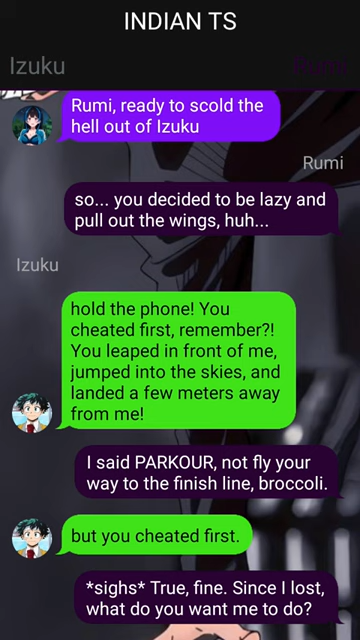 INDIAN TS
Izuku
Rumi
Rumi, ready to scold the
hell out of Izuku
Rumi
so... you decided to be lazy and
pull out the wings, huh...
Izuku
hold the phone! You
cheated first, remember?!
You leaped in front of me,
jumped into the skies, and
landed a few meters away
from me!
I said PARKOUR, not fly your
way to the finish line, broccoli.
but you cheated first.
*sighs* True, fine. Since I lost,
what do you want me to do?